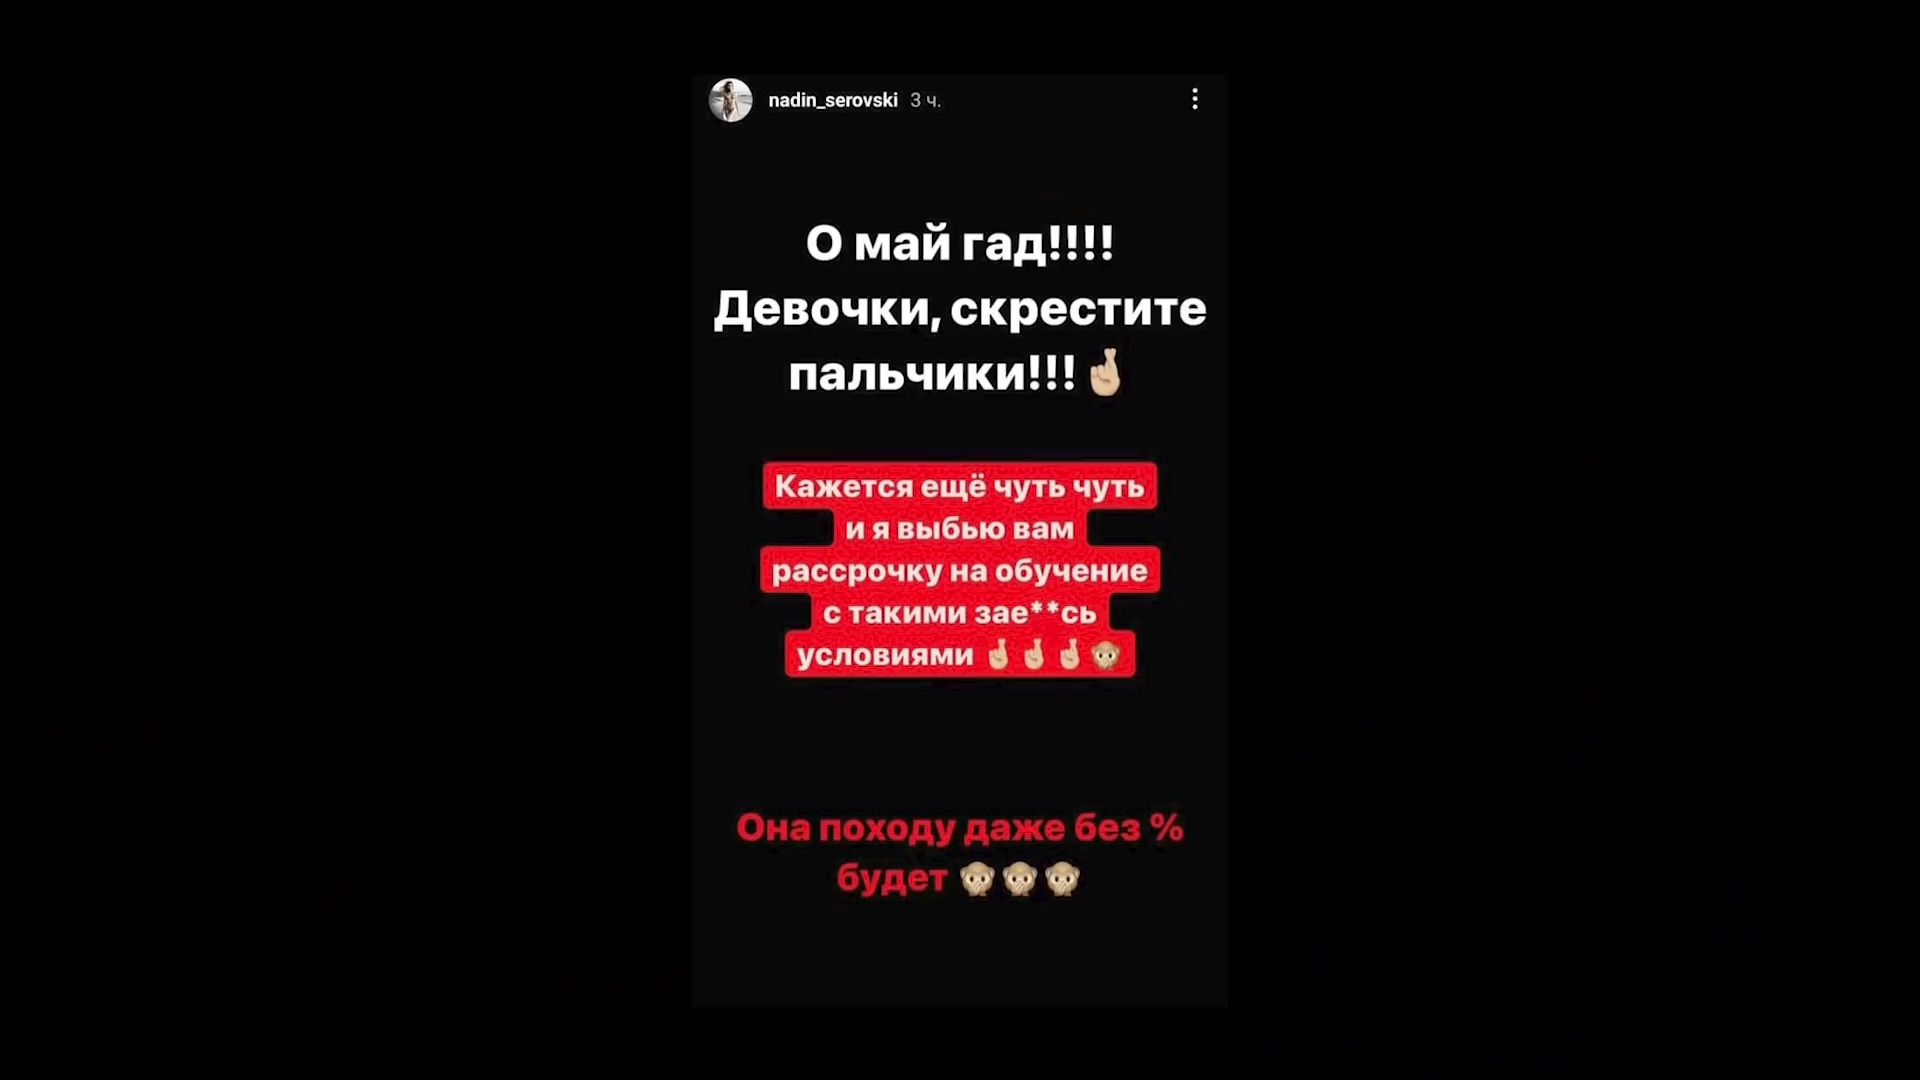 nadin_serovski 3 ч.
О май гад!!!!
Девочки, скрестите
пальчики!!!🤞🏼
Кажется ещё чуть чуть
и я выбью вам
рассрочку на обучение
с такими зае**сь
условиями 🤞🏼🤞🏼🤞🏼🙊
Она походу даже без %
будет 🙊🙊🙊